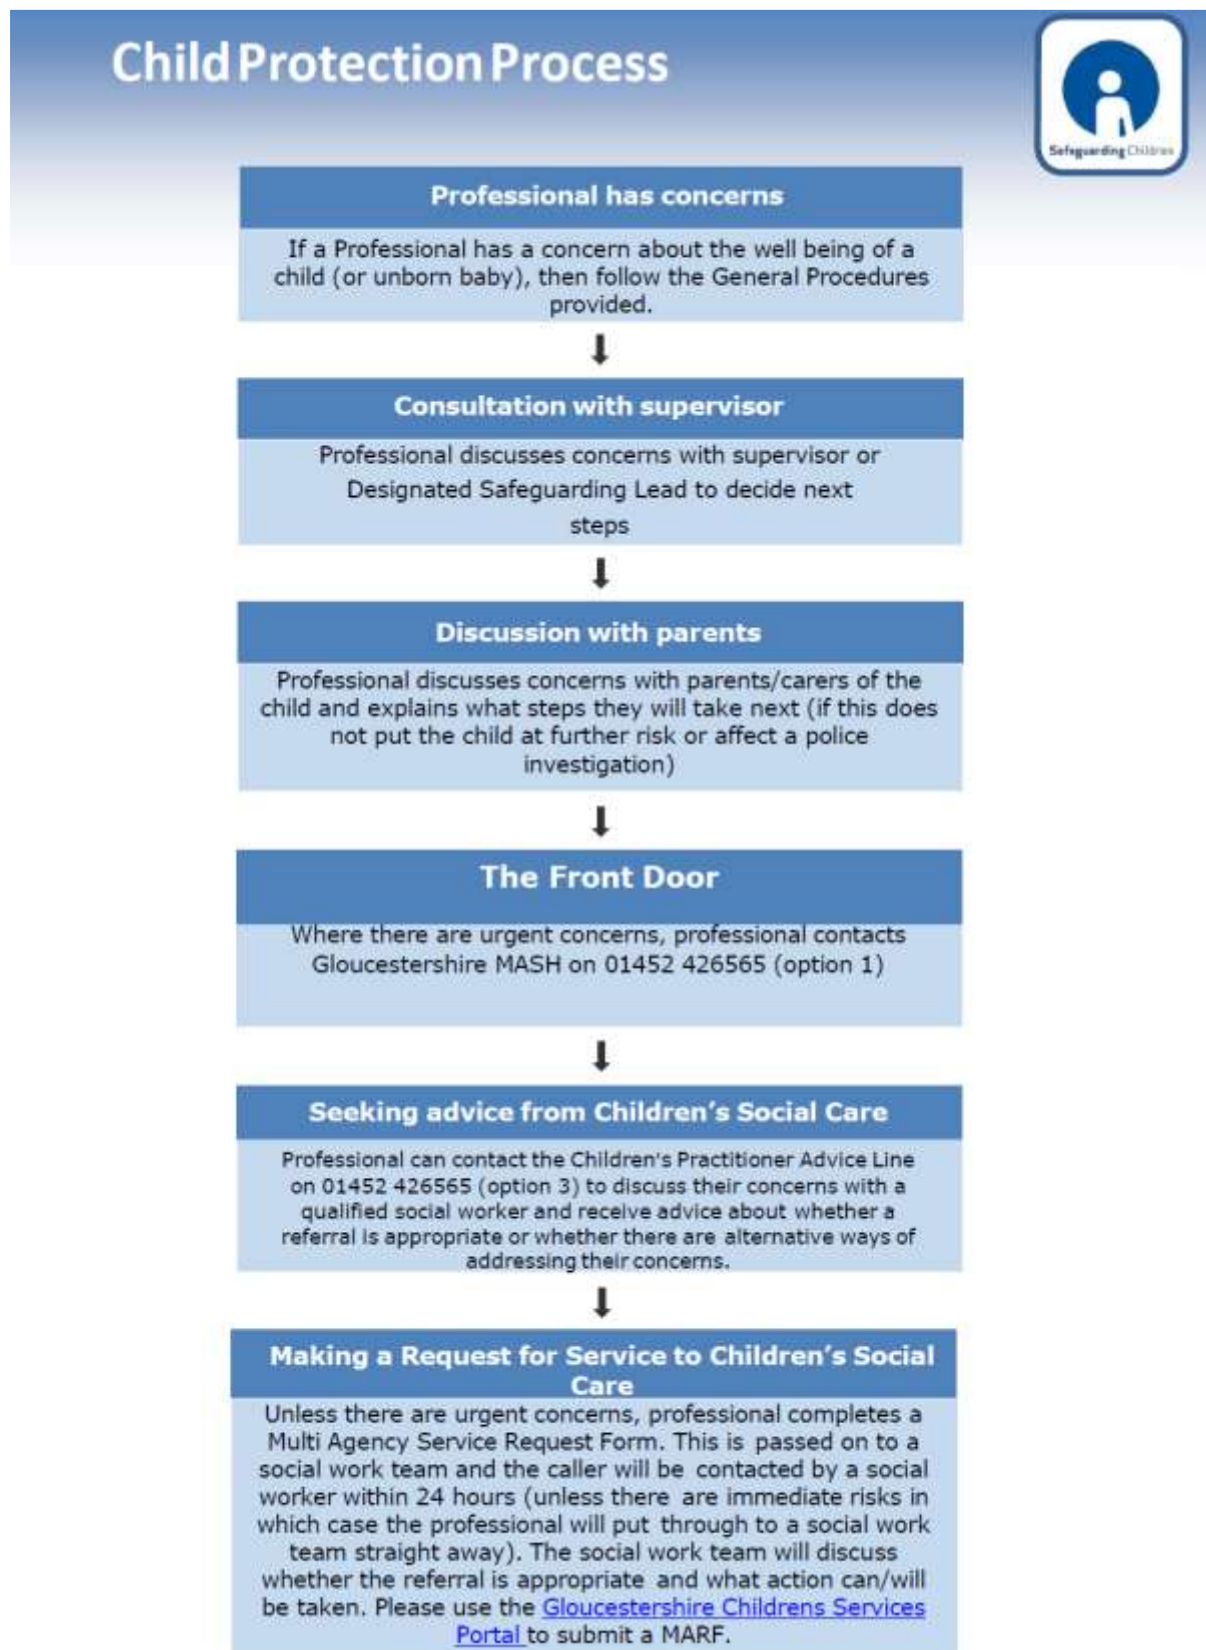 Child Protection Process
Safeguarding Children
Professional has concerns
If a Professional has a concern about the well being of a
child (or unborn baby), then follow the General Procedures
provided.
Consultation with supervisor
Professional discusses concerns with supervisor or
Designated Safeguarding Lead to decide next
steps
Discussion with parents
Professional discusses concerns with parents/carers of the
child and explains what steps they will take next (if this does
not put the child at further risk or affect a police
investigation)
The Front Door
Where there are urgent concerns, professional contacts
Gloucestershire MASH on 01452 426565 (option 1)
Seeking advice from Children's Social Care
Professional can contact the Children's Practitioner Advice Line
on 01452 426565 (option 3) to discuss their concerns with a
qualified social worker and receive advice about whether a
referral is appropriate or whether there are alternative ways of
addressing their concerns.
Making a Request for Service to Children's Social
Care
Unless there are urgent concerns, professional completes a
Multi Agency Service Request Form. This is passed on to a
social work team and the caller will be contacted by a social
worker within 24 hours (unless there are immediate risks in
which case the professional will put through to a social work
team straight away). The social work team will discuss
whether the referral is appropriate and what action can/will
be taken. Please use the Gloucestershire Childrens Services
Portal to submit a MARF.